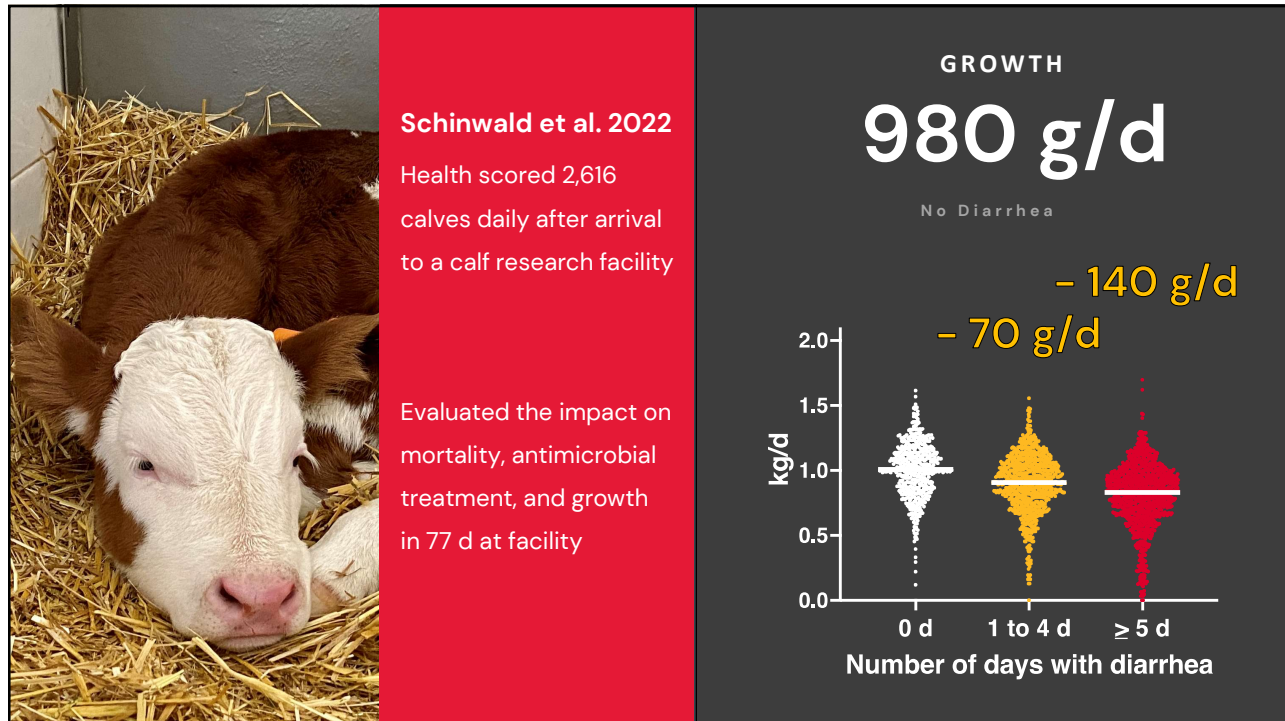 Schinwald et al. 2022
Health scored 2,616
calves daily after arrival
to a calf research facility
Evaluated the impact on
mortality, antimicrobial
treatment, and growth
in 77 d at facility
GROWTH
980 g/d
No Diarrhea
- 140 g/d
- 70 g/d
2.0
1.5
1.0
0.5
0.0
kg/d
0 d 1 to 4 d ≥ 5 d
Number of days with diarrhea